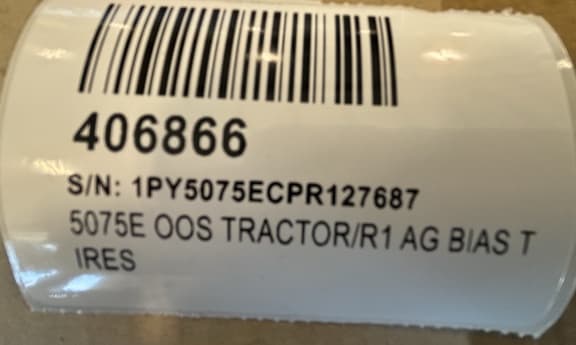 406866
S/N: 1PY5075ECPR127687
5075E OOS TRACTOR/R1 AG BIAS T
IRES